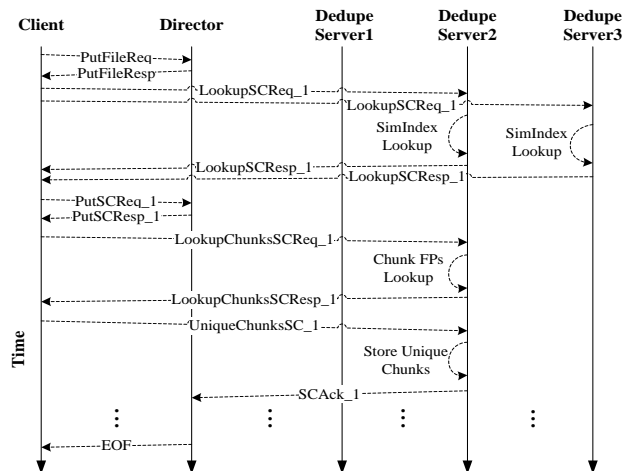 Client
Director
Dedupe
Server1
Dedupe
Server2
Dedupe
Server3
PutFileReq
PutFileResp
LookupSCReq_1
LookupSCReq_1
SimIndex
Lookup
SimIndex
Lookup
LookupSCResp_1
LookupSCResp_1
PutSCReq_1
PutSCResp_1
LookupChunksSCReq_1
Chunk FPs
Lookup
LookupChunksSCResp_1
UniqueChunksSC_1
Time
Store Unique
Chunks
SCAck_1
EOF